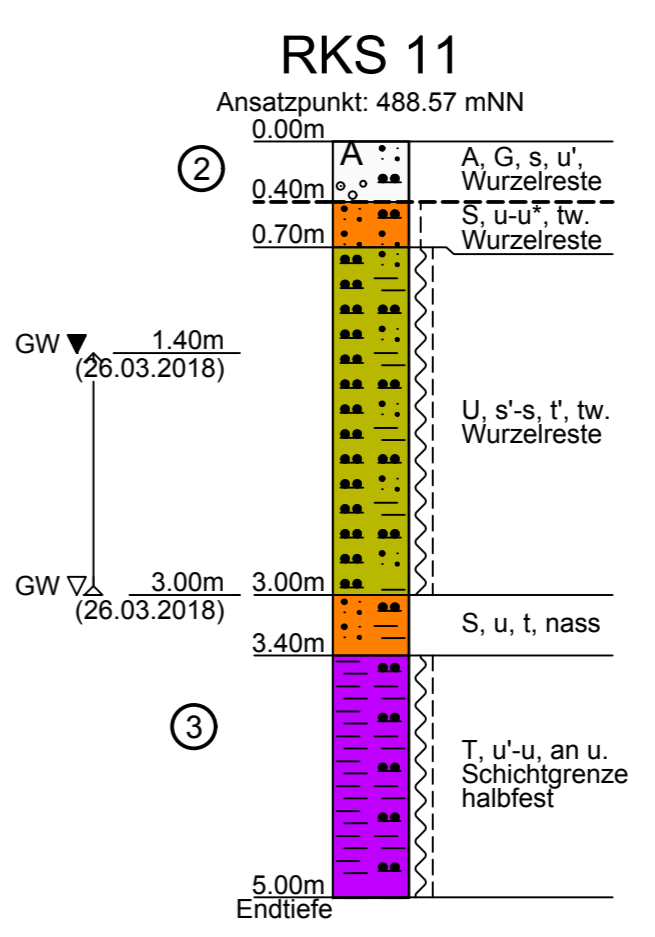 RKS 11
Ansatzpunkt: 488.57 mNN
0.00m
A
2
A, G, s, u',
Wurzelreste
0.40m
S, u-u*, tw.
Wurzelreste
0.70m
GW 1.40m
(26.03.2018)
U, s'-s, t', tw.
Wurzelreste
GW 3.00m
(26.03.2018)
3.00m
S, u, t, nass
3.40m
3
T, u'-u, an u.
Schichtgrenze
halbfest
5.00m
Endtiefe